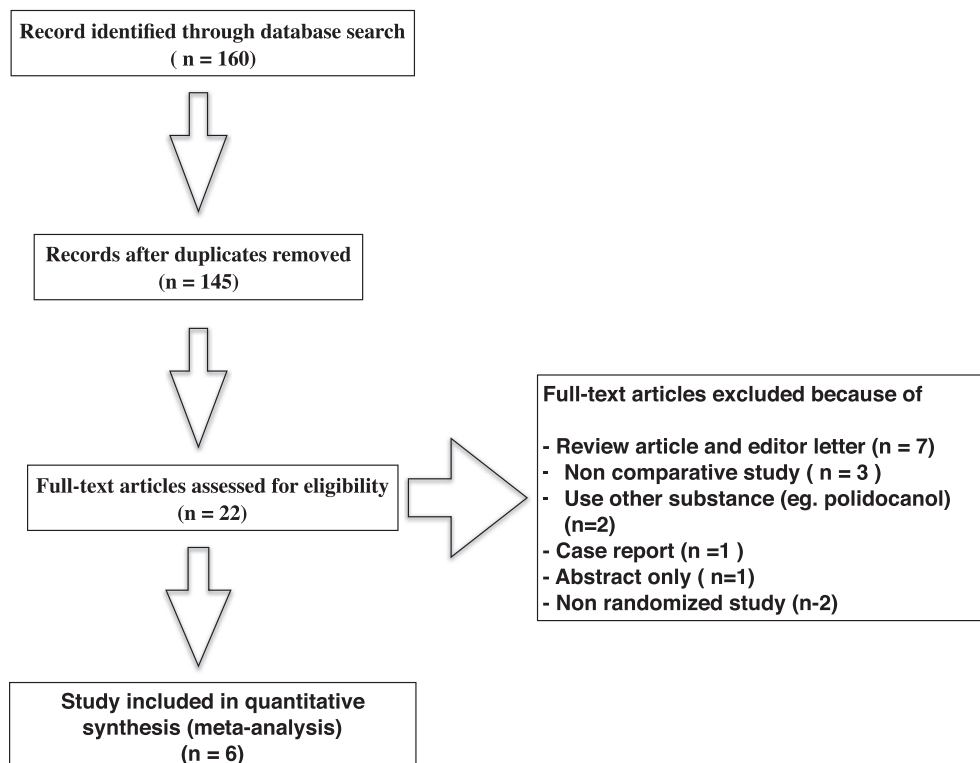 Record identified through database search
( n = 160)
Records after duplicates removed
(n = 145)
Full-text articles assessed for eligibility
(n = 22)
Full-text articles excluded because of
- Review article and editor letter (n = 7)
- Non comparative study ( n = 3 )
- Use other substance (eg. polidocanol)
(n=2)
- Case report (n =1 )
- Abstract only ( n=1)
- Non randomized study (n-2)
Study included in quantitative
synthesis (meta-analysis)
(n = 6)